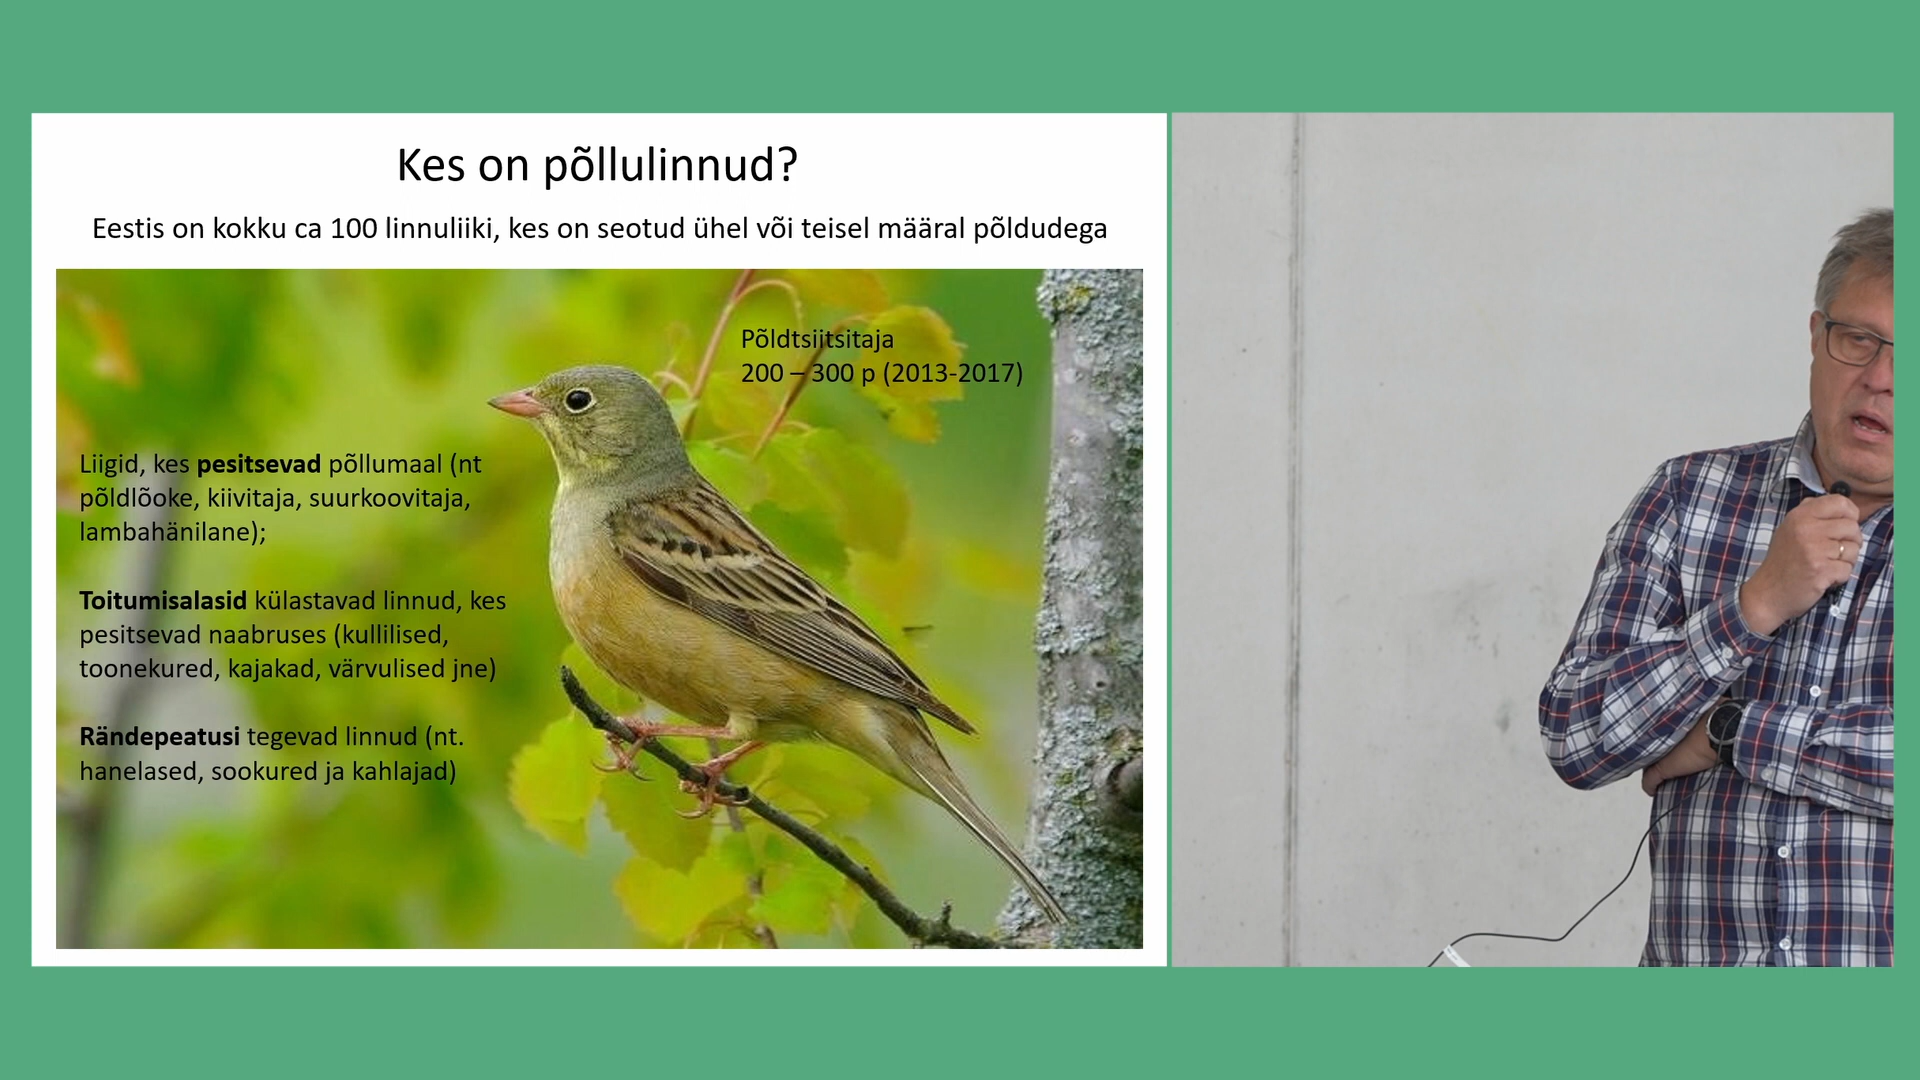 Kes on põllulinnud?
Eestis on kokku ca 100 linnuliiki, kes on seotud ühel või teisel määral põldudega
Põldtsiitsitaja
200 – 300 p (2013-2017)
Liigid, kes pesitsevad põllumaal (nt
põldlõoke, kiivitaja, suurkoovitaja,
lambahänilane);
Toitumisalasid külastavad linnud, kes
pesitsevad naabruses (kullilised,
toonekured, kajakad, värvulised jne)
Rändepeatusi tegevad linnud (nt.
hanelased, sookured ja kahlajad)